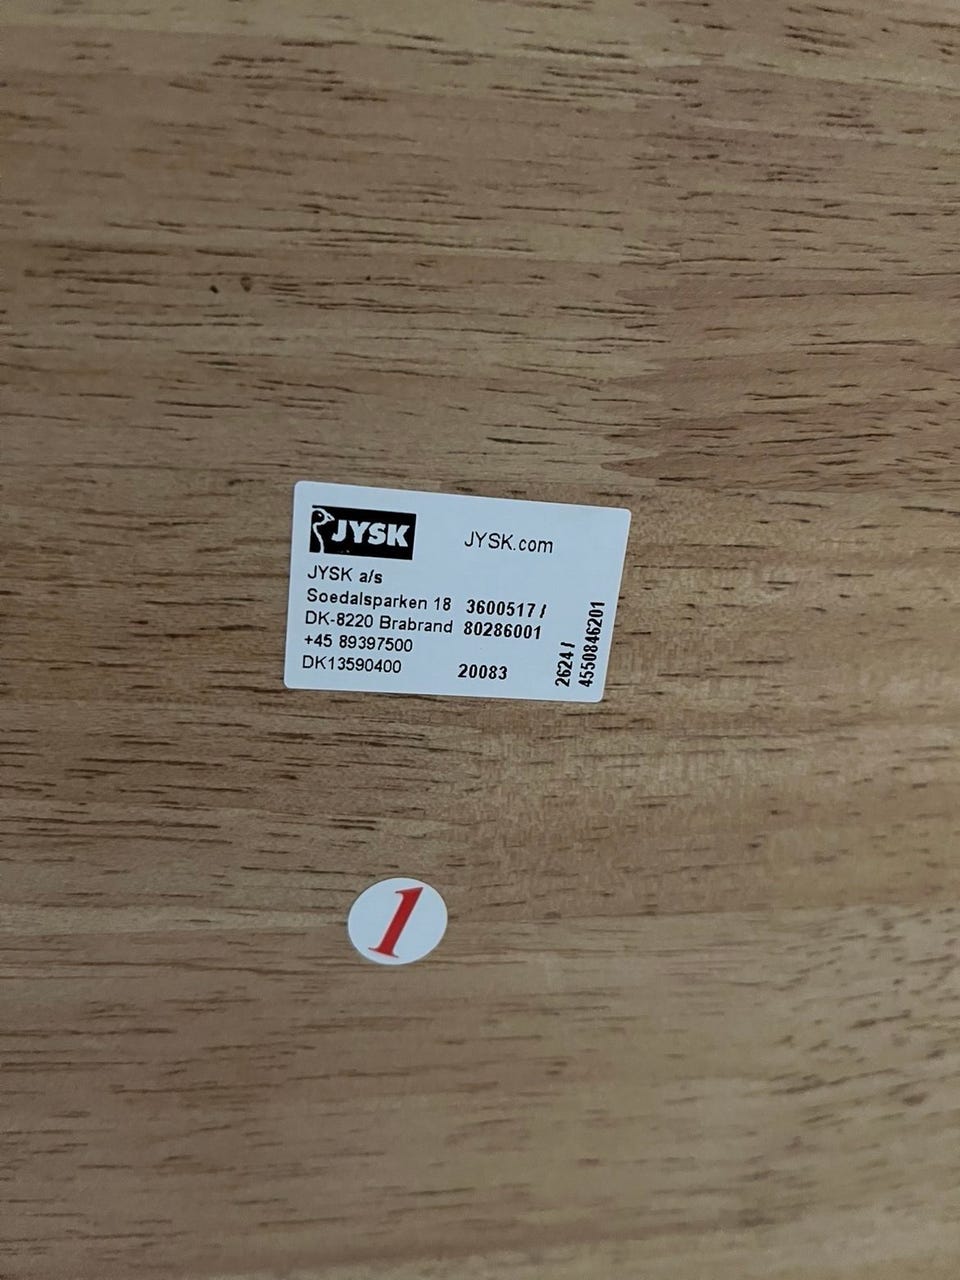 JYSK
JYSK.com
JYSK a/s
Soedalsparken 18
DK-8220 Brabrand
+45 89397500
DK13590400
3600517 /
80286001
20083
2624 /
4550846201
1